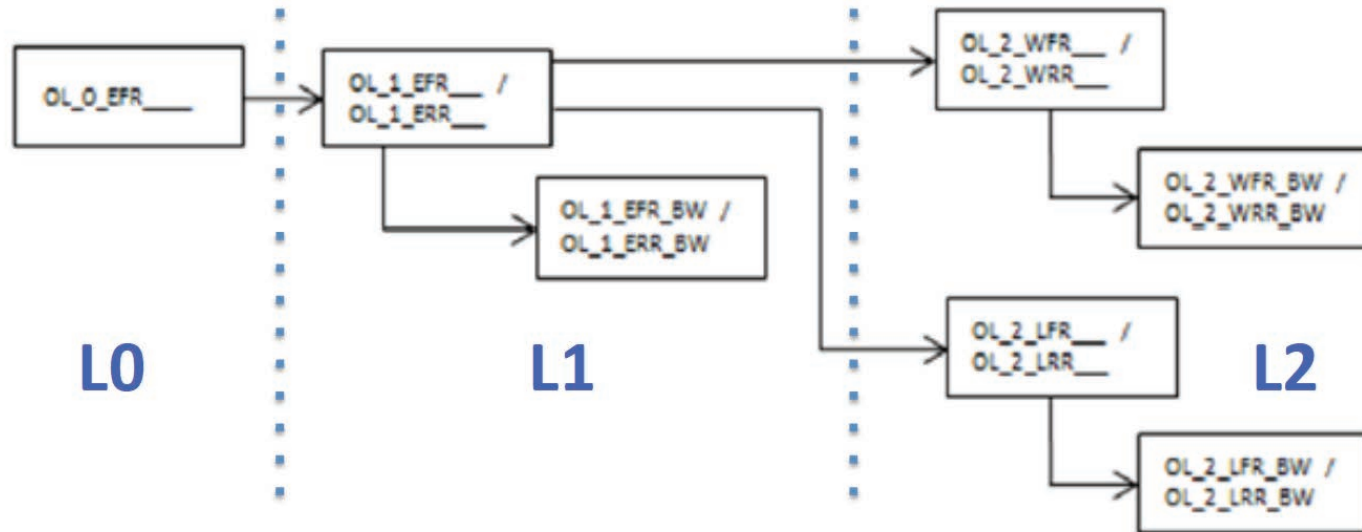 OL_0_EFR____
OL_1_EFR___ /
OL_1_ERR___
OL_1_EFR_BW /
OL_1_ERR_BW
OL_2_WFR___ /
OL_2_WRR___
OL_2_WFR_BW /
OL_2_WRR_BW
OL_2_LFR___ /
OL_2_LRR___
OL_2_LFR_BW /
OL_2_LRR_BW
L0
L1
L2